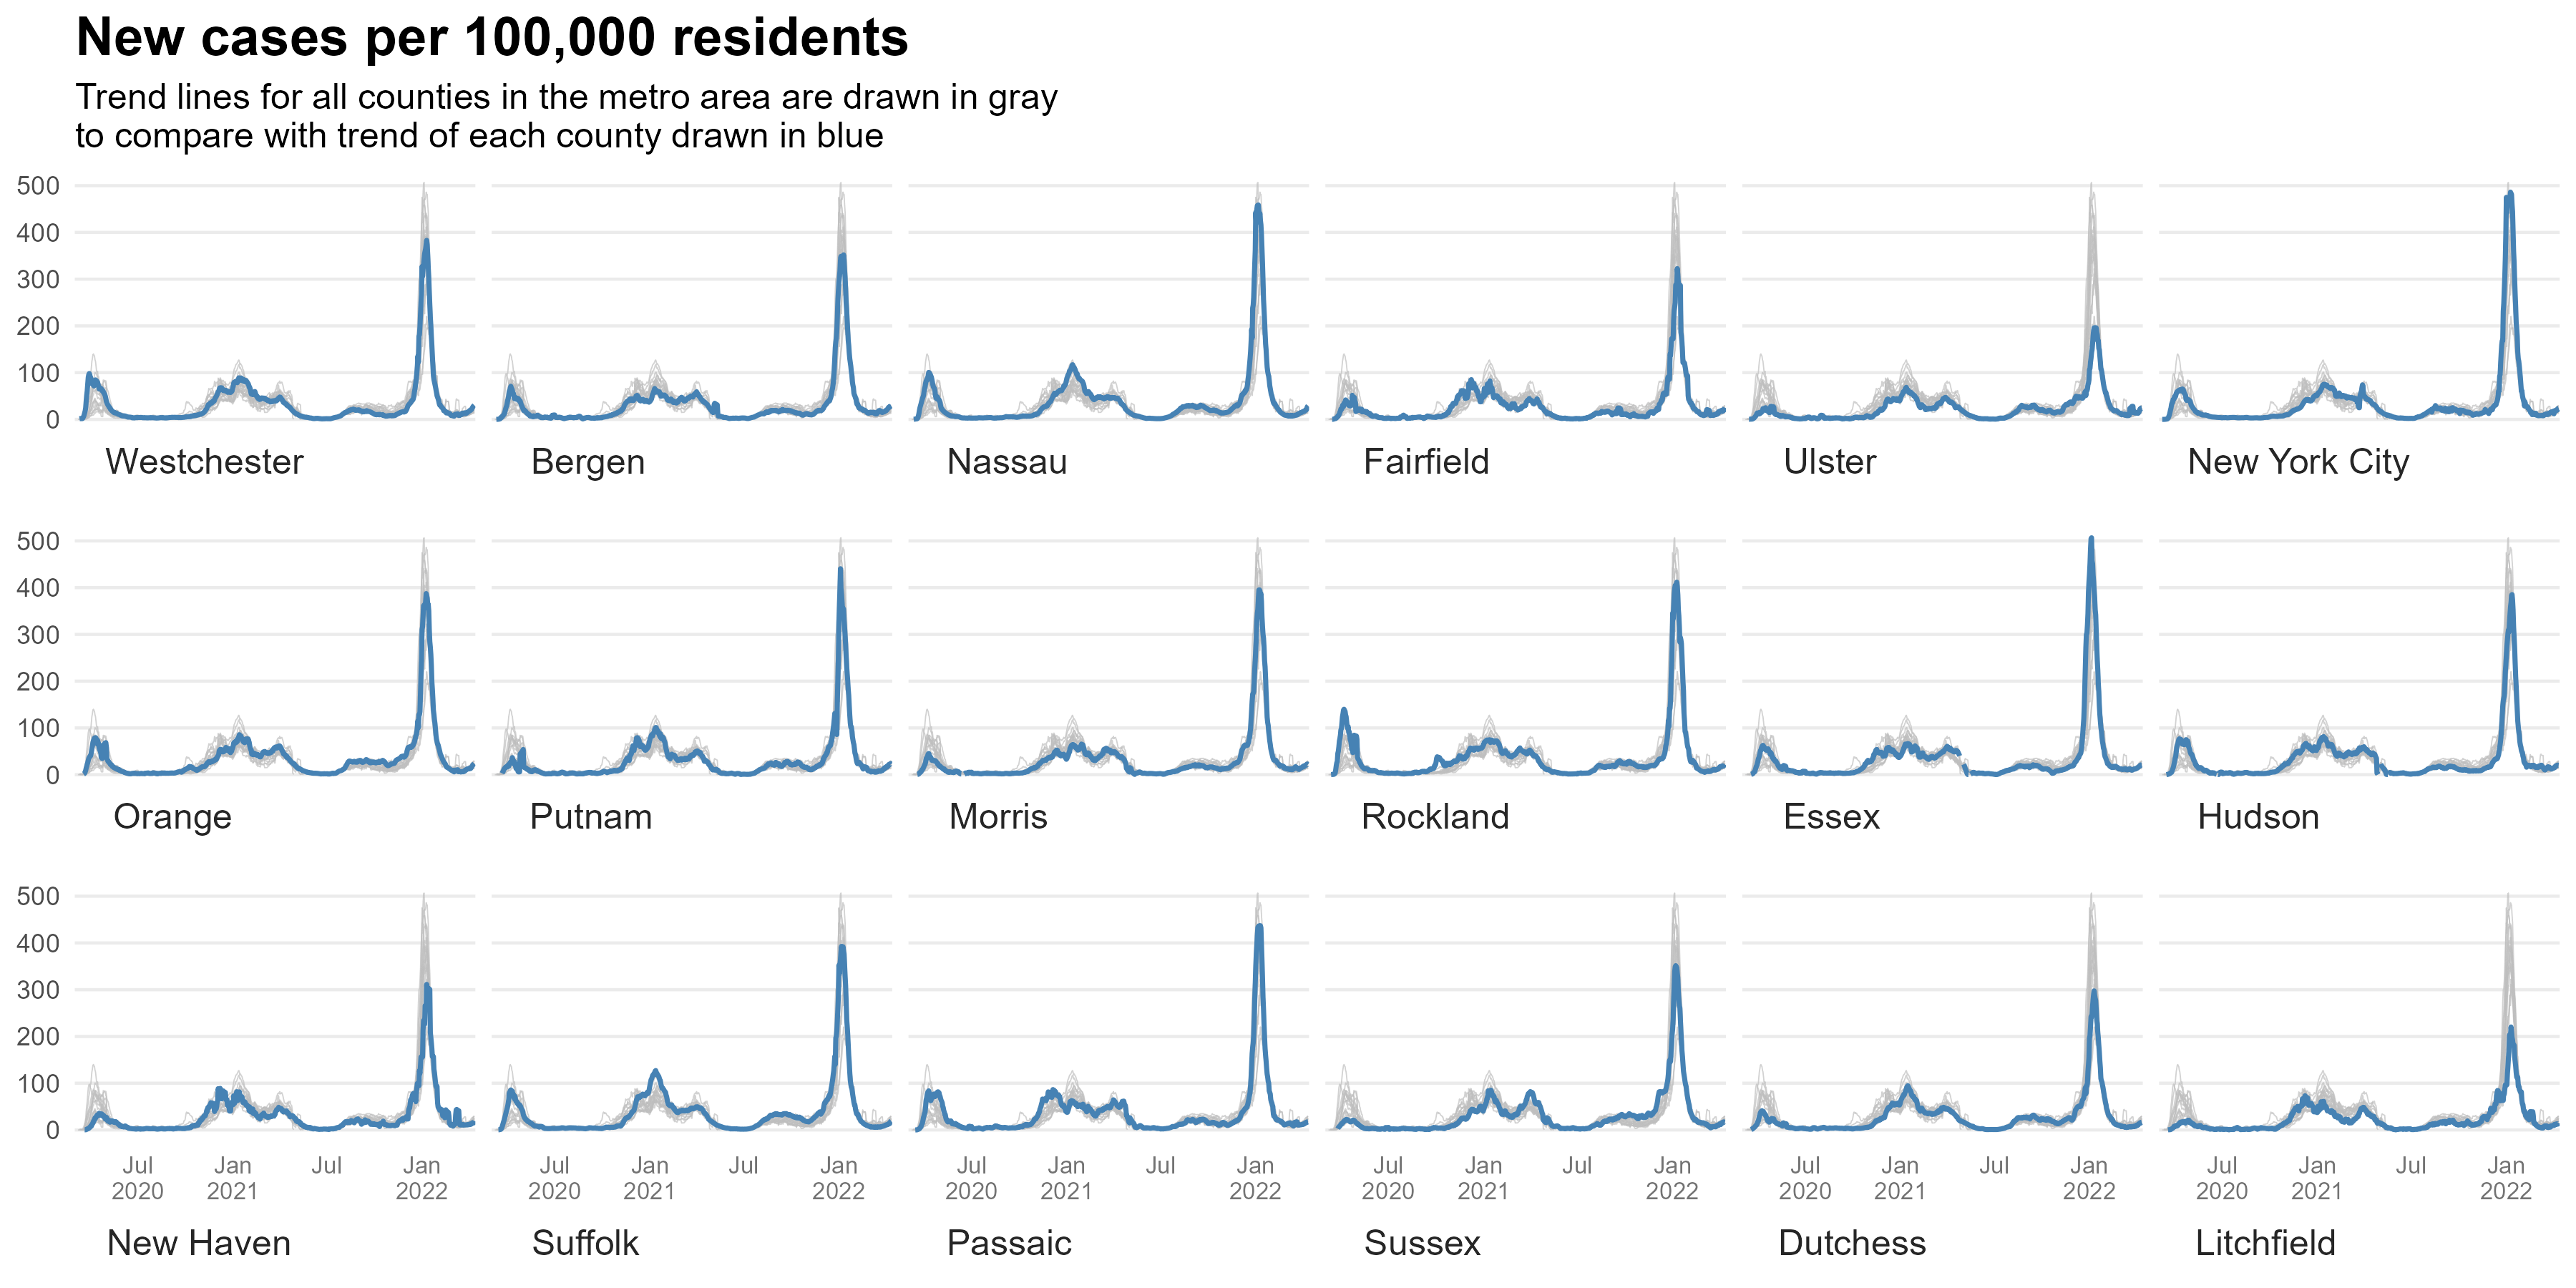 New cases per 100,000 residents
Trend lines for all counties in the metro area are drawn in gray
to compare with trend of each county drawn in blue
500
400
300
200
100
0
Westchester Bergen Nassau Fairfield Ulster New York City
500
400
300
200
100
0
Orange Putnam Morris Rockland Essex Hudson
500
400
300
200
100
0
Jul Jan Jul Jan Jul Jan Jul Jan Jul Jan Jul Jan Jul Jan Jul Jan Jul Jan Jul Jan Jul Jan Jul Jan
2020 2021 2022 2020 2021 2022 2020 2021 2022 2020 2021 2022 2020 2021 2022 2020 2021 2022
New Haven Suffolk Passaic Sussex Dutchess Litchfield